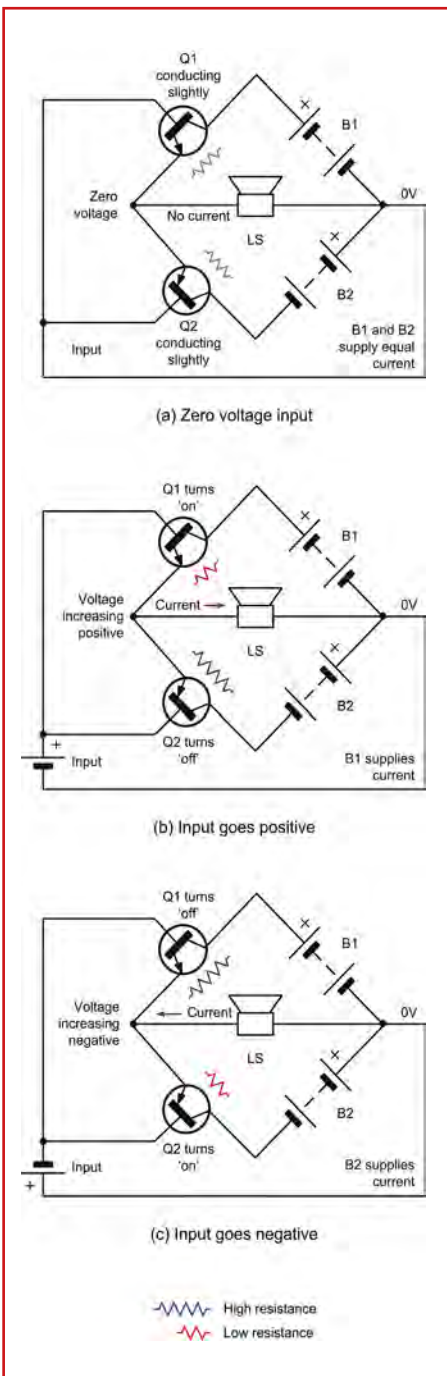 Q1
conducting
slightly
+
B1
Zero
voltage
No current
0V
LS
+
B2
Q2
conducting
slightly
Input
B1 and B2
supply equal
current
(a) Zero voltage input
Q1 turns
'on'
+
B1
Voltage
increasing
positive
Current
0V
LS
+
B2
Q2 turns
'off'
+
Input
B1 supplies
current
(b) Input goes positive
Q1 turns
'off'
+
B1
Voltage
increasing
negative
Current
0V
LS
+
B2
Q2 turns
'on'
Input
+
B2 supplies
current
(c) Input goes negative
High resistance
Low resistance